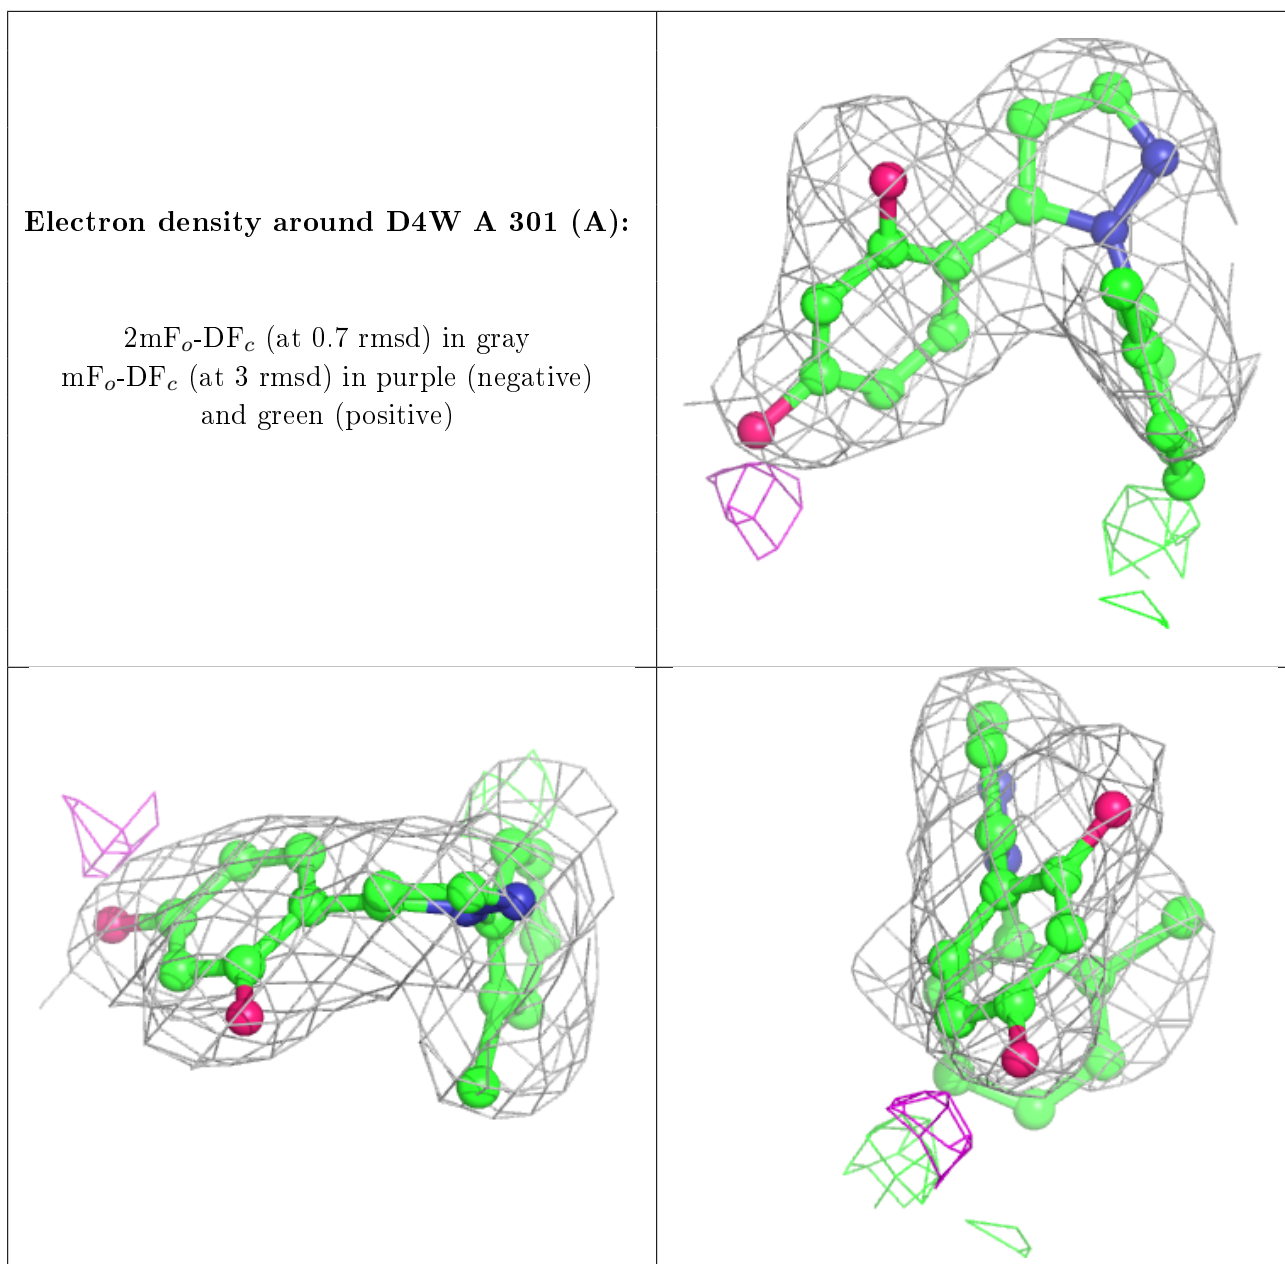 Electron density around D4W A 301 (A):
2mFo-DFc (at 0.7 rmsd) in gray
mFo-DFc (at 3 rmsd) in purple (negative)
and green (positive)